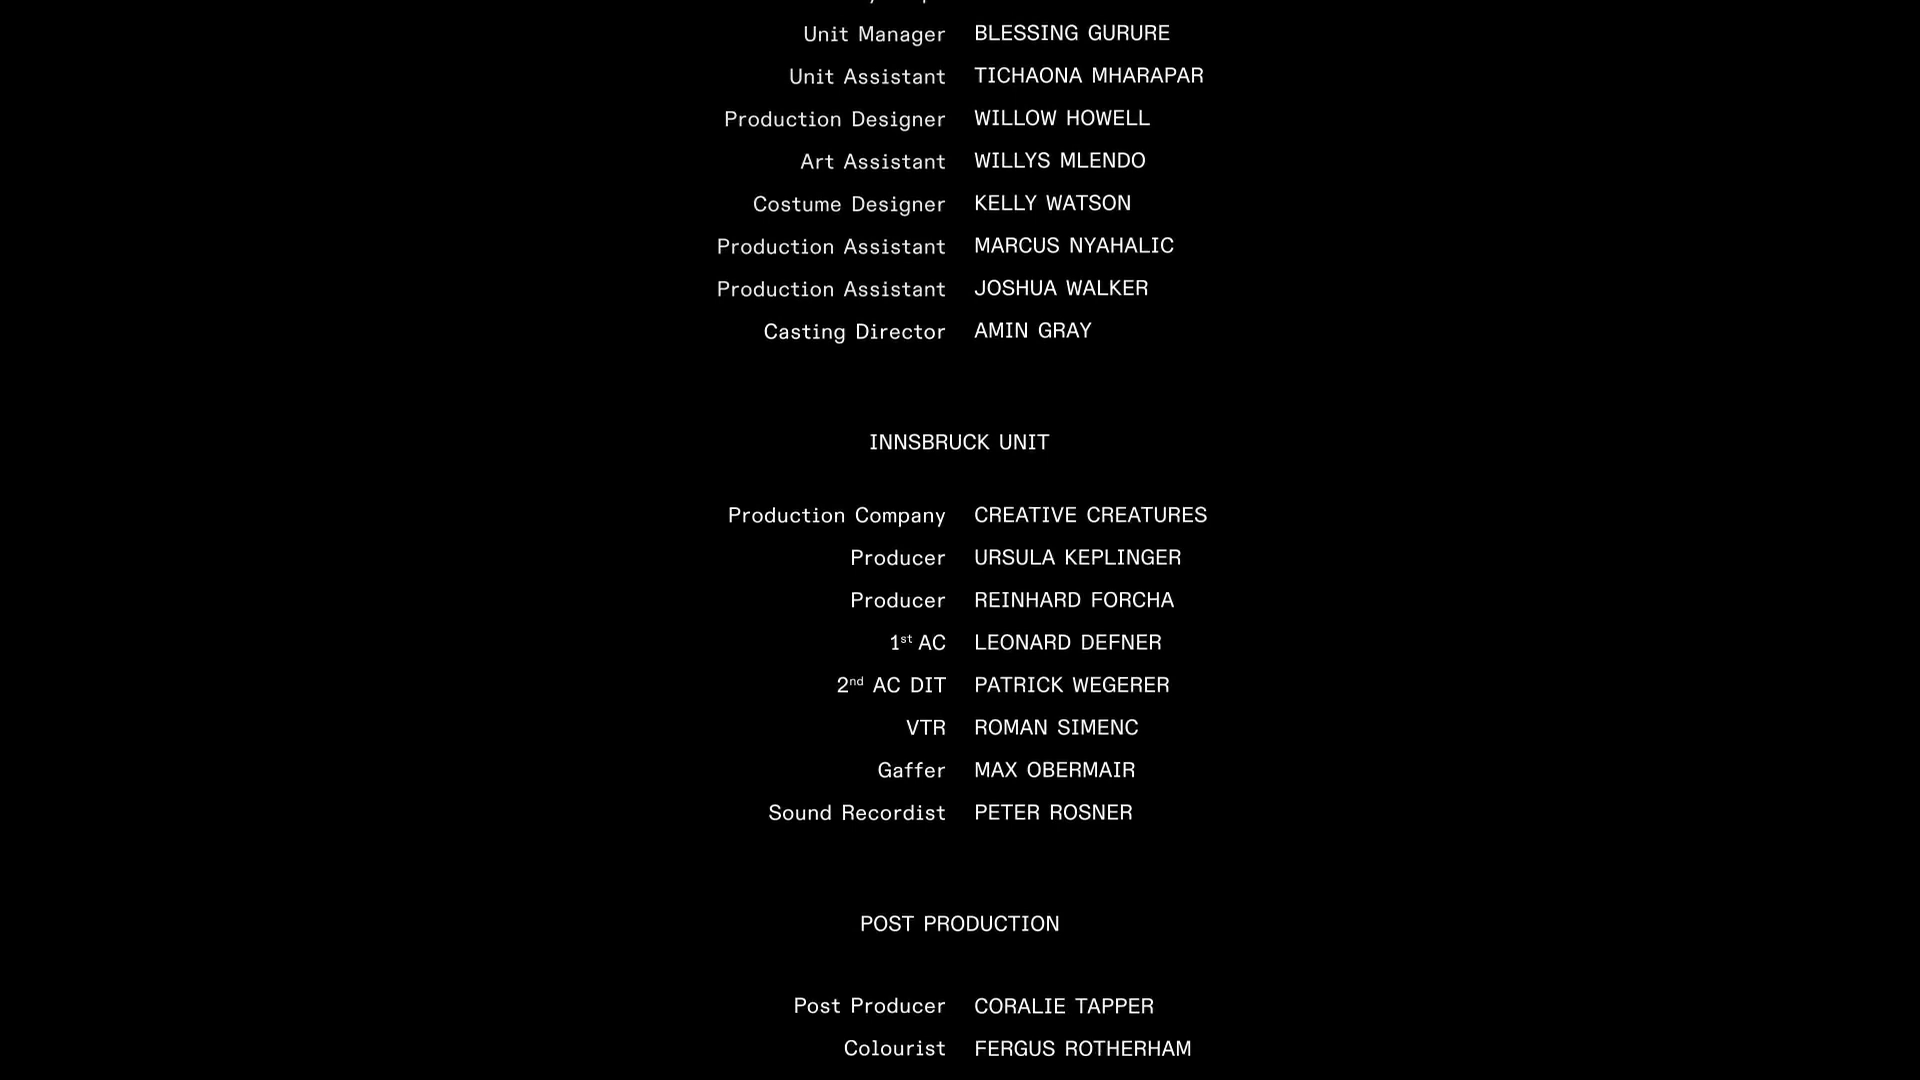 Unit Manager BLESSING GURURE
Unit Assistant TICHAONA MHARAPAR
Production Designer WILLOW HOWELL
Art Assistant WILLYS MLENDO
Costume Designer KELLY WATSON
Production Assistant MARCUS NYAHALIC
Production Assistant JOSHUA WALKER
Casting Director AMIN GRAY
INNSBRUCK UNIT
Production Company CREATIVE CREATURES
Producer URSULA KEPLINGER
Producer REINHARD FORCHA
1st AC LEONARD DEFNER
2nd AC DIT PATRICK WEGERER
VTR ROMAN SIMENC
Gaffer MAX OBERMAIR
Sound Recordist PETER ROSNER
POST PRODUCTION
Post Producer CORALIE TAPPER
Colourist FERGUS ROTHERHAM